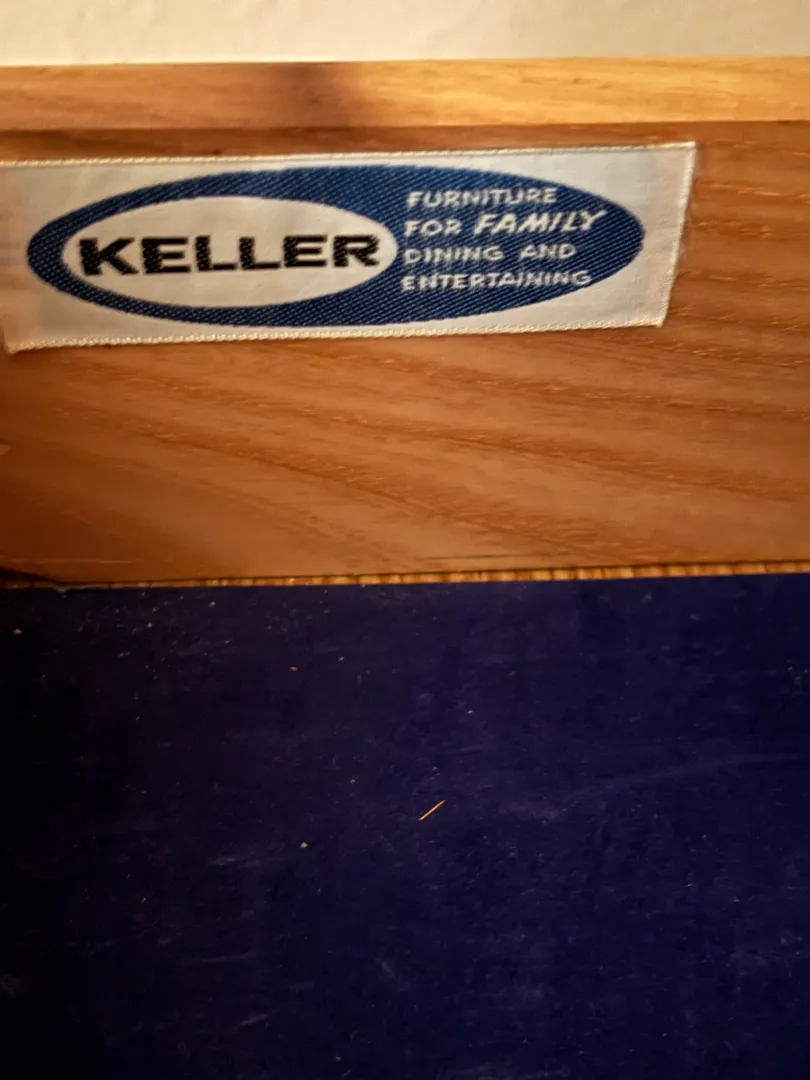 KELLER
FURNITURE
FOR FAMILY
DINING AND
ENTERTAINING